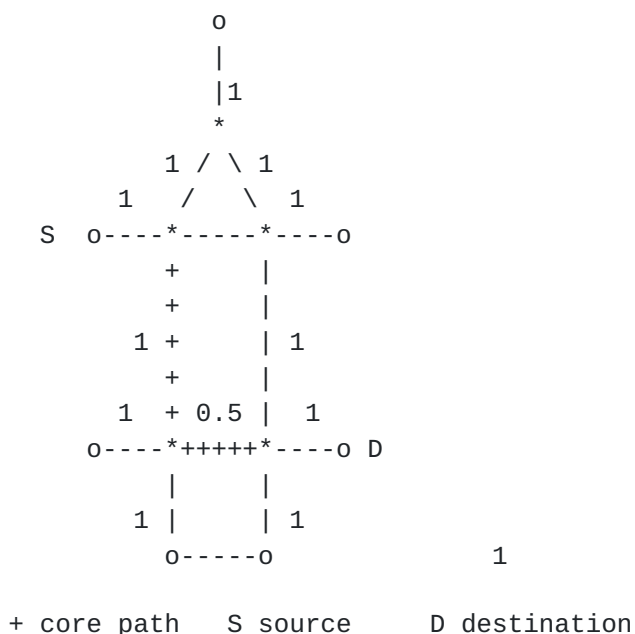 o
|
|1
*
1 / \ 1
1 / \ 1
S o----*-----*----o
+ |
+ |
1 + | 1
+ |
1 + 0.5 | 1
o----*+++++*----o D
| |
1 | | 1
o-----o 1
+ core path S source D destination